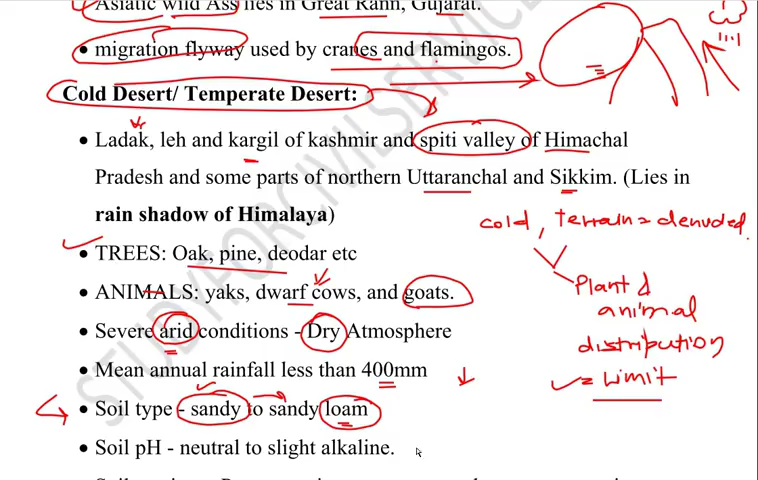 • Asiatic wild Ass lies in Great Rann, Gujarat.
• migration flyway used by cranes and flamingos.
Cold Desert/ Temperate Desert:
• Ladak, leh and kargil of kashmir and spiti valley of Himachal
Pradesh and some parts of northern Uttaranchal and Sikkim. (Lies in
rain shadow of Himalaya)
cold, terrain = denuded
• TREES: Oak, pine, deodar etc
• ANIMALS: yaks, dwarf cows, and goats.
Plant &
animal
distribution
= Limit
• Severe arid conditions - Dry Atmosphere
• Mean annual rainfall less than 400mm
• Soil type - sandy to sandy loam
• Soil pH - neutral to slight alkaline.
STUDYFORCIVILSERVICES